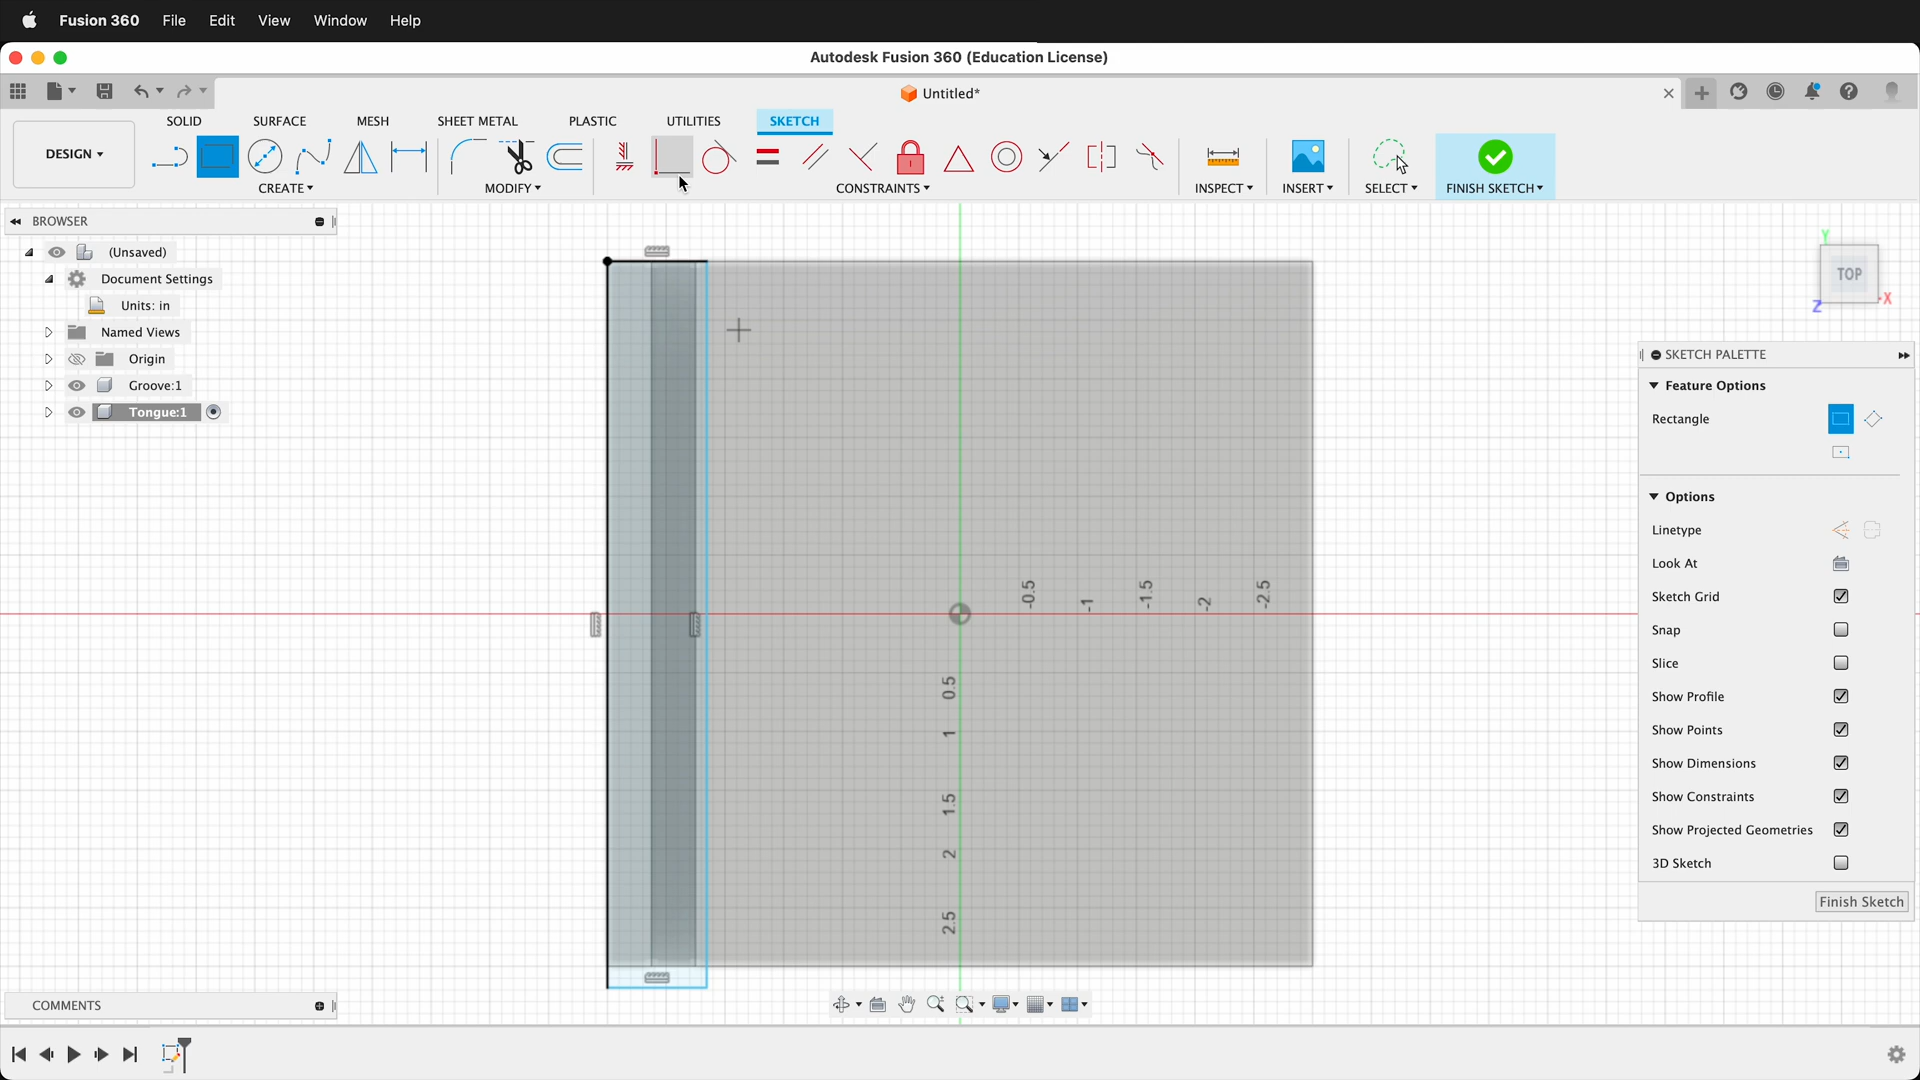 Fusion 360 File Edit View Window Help
Autodesk Fusion 360 (Education License)
Untitled*
SOLID SURFACE MESH SHEET METAL PLASTIC UTILITIES SKETCH
DESIGN
CREATE MODIFY CONSTRAINTS INSPECT INSERT SELECT FINISH SKETCH
BROWSER
(Unsaved)
Document Settings
Units: in
Named Views
Origin
Groove:1
Tongue:1
Y
TOP
X
Z
-0.5
-1
-1.5
-2
-2.5
0.5
1
1.5
2
2.5
SKETCH PALETTE
Feature Options
Rectangle
Options
Linetype
Look At
Sketch Grid
Snap
Slice
Show Profile
Show Points
Show Dimensions
Show Constraints
Show Projected Geometries
3D Sketch
Finish Sketch
COMMENTS